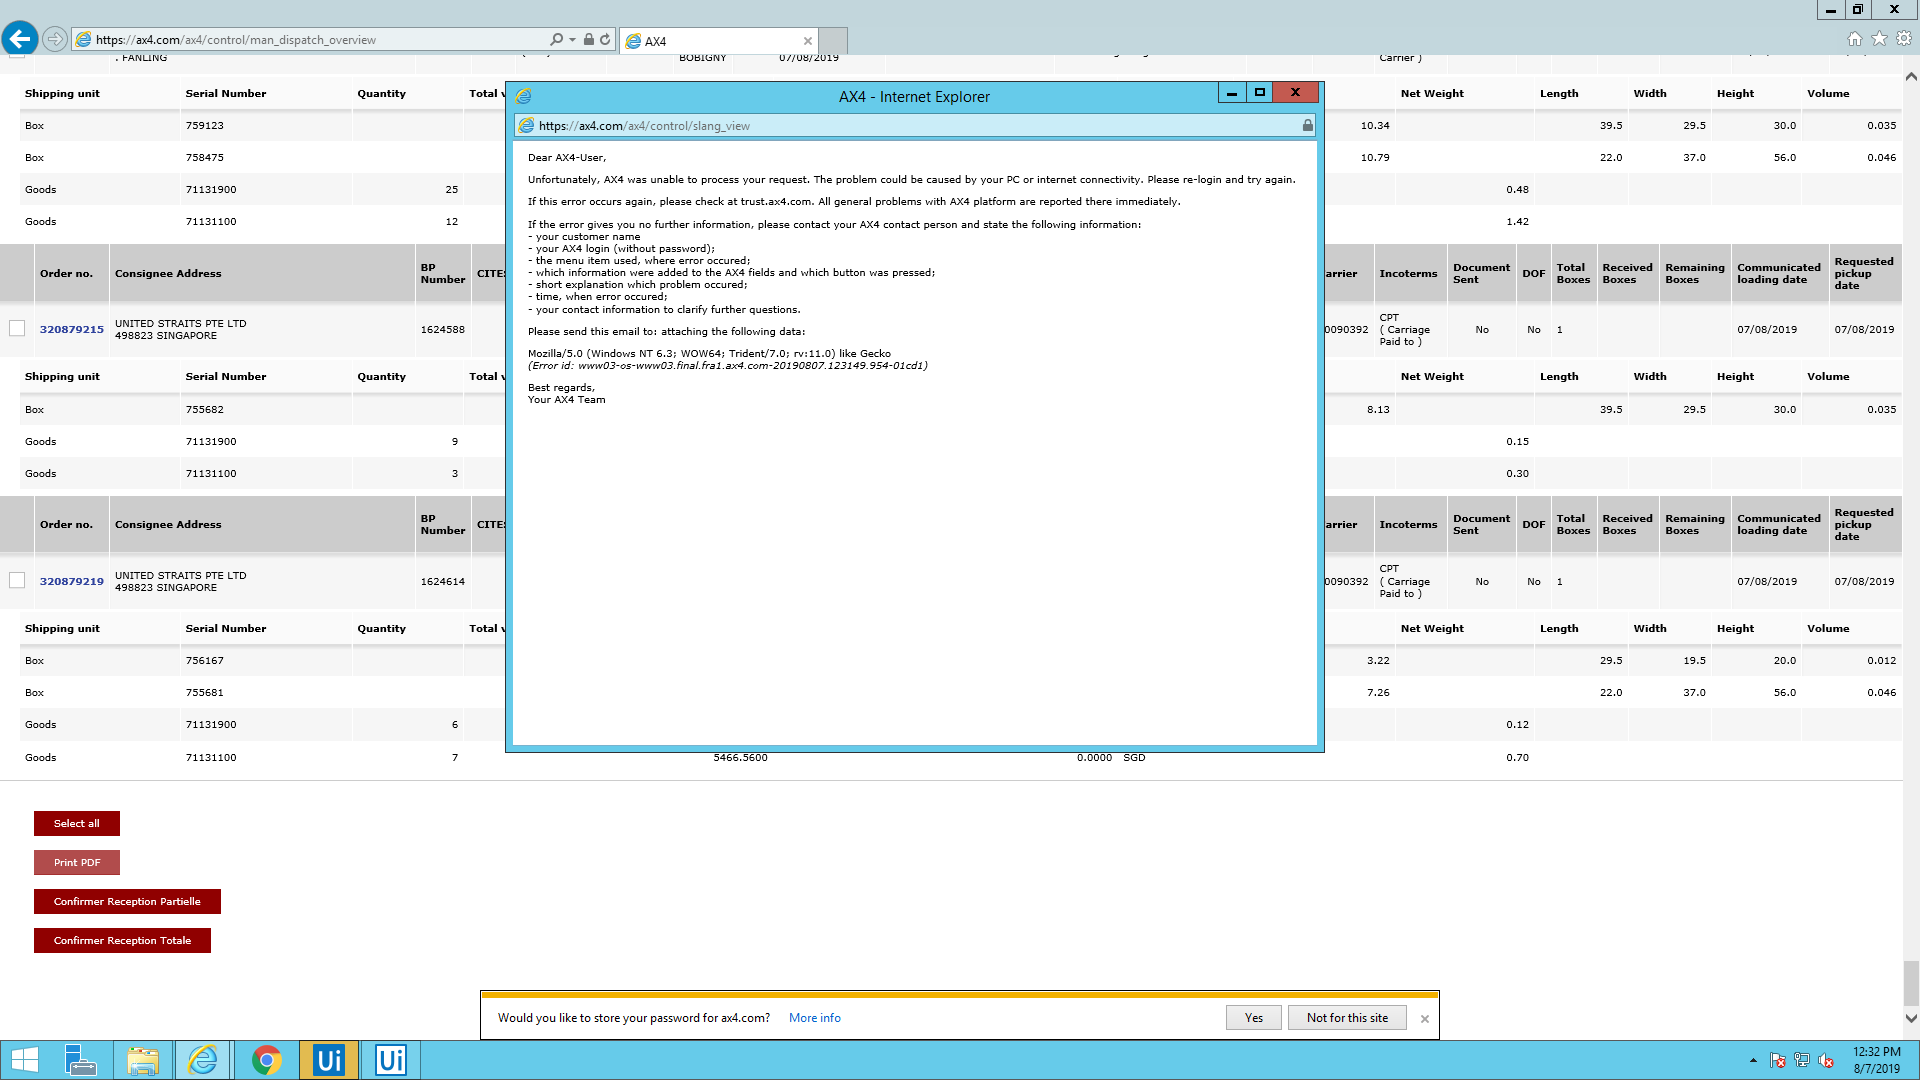 https://ax4.com/ax4/control/man_dispatch_overview
AX4
. FANLING
BOBIGNY
07/08/2019
Carrier )
AX4 - Internet Explorer
https://ax4.com/ax4/control/slang_view
Dear AX4-User,
Unfortunately, AX4 was unable to process your request. The problem could be caused by your PC or internet connectivity. Please re-login and try again.
If this error occurs again, please check at trust.ax4.com. All general problems with AX4 platform are reported there immediately.
If the error gives you no further information, please contact your AX4 contact person and state the following information:
- your customer name
- your AX4 login (without password);
- the menu item used, where error occured;
- which information were added to the AX4 fields and which button was pressed;
- short explanation which problem occured;
- time, when error occured;
- your contact information to clarify further questions.
Please send this email to: attaching the following data:
Mozilla/5.0 (Windows NT 6.3; WOW64; Trident/7.0; rv:11.0) like Gecko
(Error id: www03-os-www03.final.fra1.ax4.com-20190807.123149.954-01cd1)
Best regards,
Your AX4 Team
Shipping unit Serial Number Quantity Total v Net Weight Length Width Height Volume
Box 759123 10.34 39.5 29.5 30.0 0.035
Box 758475 10.79 22.0 37.0 56.0 0.046
Goods 71131900 25 0.48
Goods 71131100 12 1.42
Order no. Consignee Address BP Number CITES arrier Incoterms Document Sent DOF Total Boxes Received Boxes Remaining Boxes Communicated loading date Requested pickup date
320879215 UNITED STRAITS PTE LTD 498823 SINGAPORE 1624588 0090392 CPT ( Carriage Paid to ) No No 1 07/08/2019 07/08/2019
Shipping unit Serial Number Quantity Total v Net Weight Length Width Height Volume
Box 755682 8.13 39.5 29.5 30.0 0.035
Goods 71131900 9 0.15
Goods 71131100 3 0.30
Order no. Consignee Address BP Number CITES arrier Incoterms Document Sent DOF Total Boxes Received Boxes Remaining Boxes Communicated loading date Requested pickup date
320879219 UNITED STRAITS PTE LTD 498823 SINGAPORE 1624614 0090392 CPT ( Carriage Paid to ) No No 1 07/08/2019 07/08/2019
Shipping unit Serial Number Quantity Total v Net Weight Length Width Height Volume
Box 756167 3.22 29.5 19.5 20.0 0.012
Box 755681 7.26 22.0 37.0 56.0 0.046
Goods 71131900 6 0.12
Goods 71131100 7 5466.5600 0.0000 SGD 0.70
Select all
Print PDF
Confirmer Reception Partielle
Confirmer Reception Totale
Would you like to store your password for ax4.com? More info Yes Not for this site
Ui
Ui
12:32 PM
8/7/2019